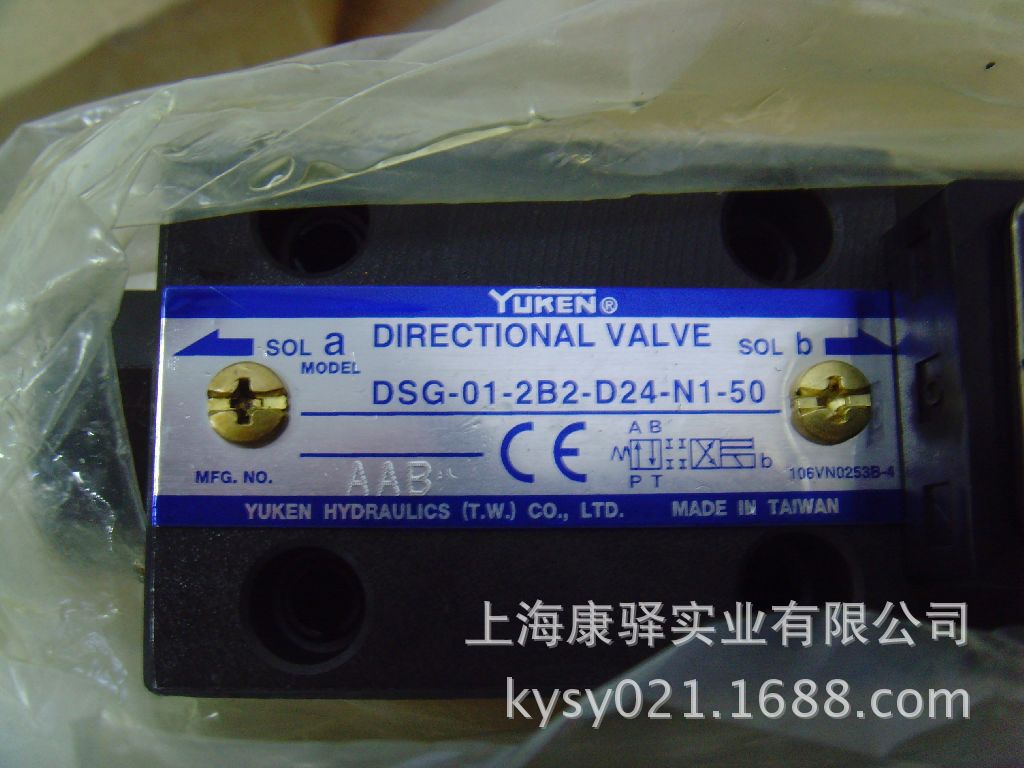 YUKEN®
DIRECTIONAL VALVE
SOL a
SOL b
MODEL
DSG-01-2B2-D24-N1-50
CE
A B
b
P T
MFG. NO.
AAB
106VN0253B-4
YUKEN HYDRAULICS (T.W.) CO., LTD.
MADE IN TAIWAN
上海康驿实业有限公司
kysy021.1688.com